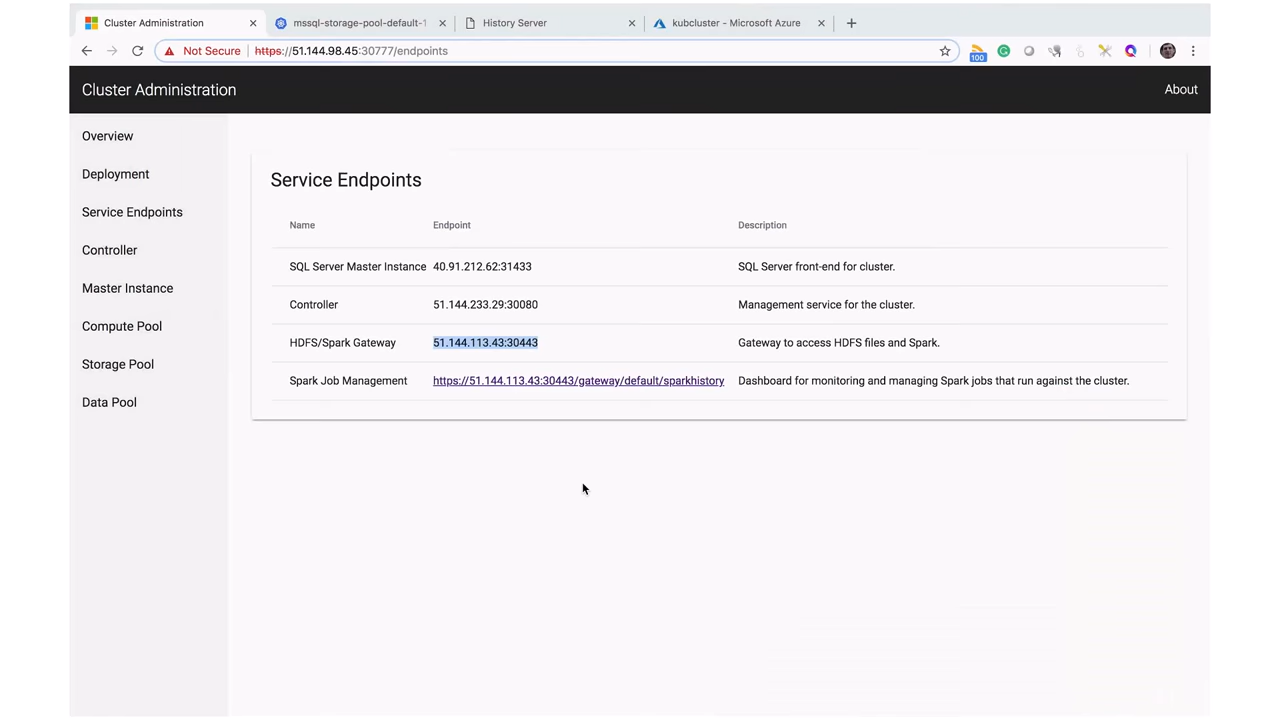 Cluster Administration
mssql-storage-pool-default-1
History Server
kubcluster - Microsoft Azure
Not Secure | https://51.144.98.45:30777/endpoints
100
Cluster Administration
About
Overview
Deployment
Service Endpoints
Controller
Master Instance
Compute Pool
Storage Pool
Data Pool
Service Endpoints
Name Endpoint Description
SQL Server Master Instance 40.91.212.62:31433 SQL Server front-end for cluster.
Controller 51.144.233.29:30080 Management service for the cluster.
HDFS/Spark Gateway 51.144.113.43:30443 Gateway to access HDFS files and Spark.
Spark Job Management https://51.144.113.43:30443/gateway/default/sparkhistory Dashboard for monitoring and managing Spark jobs that run against the cluster.